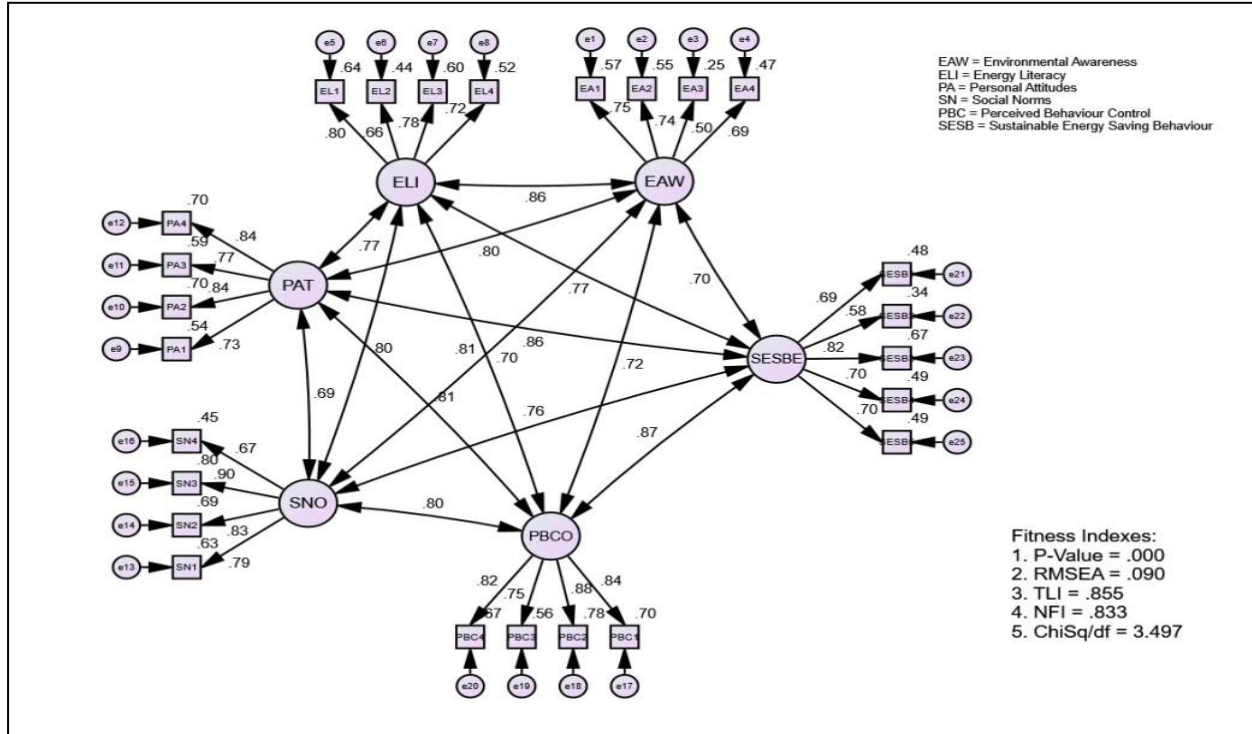 e5 e6 e7 e8
.64 .44 .60 .52
EL1 EL2 EL3 EL4
.80 .66 .78 .72
e1 e2 e3 e4
.57 .55 .25 .47
EA1 EA2 EA3 EA4
.75 .74 .50 .69
EAW = Environmental Awareness
ELI = Energy Literacy
PA = Personal Attitudes
SN = Social Norms
PBC = Perceived Behaviour Control
SESB = Sustainable Energy Saving Behaviour
ELI
EAW
.86
.70
e12 PA4 .84
.59
e11 PA3 .77
.70
e10 PA2 .84
.54
e9 PA1 .73
PAT
.77
.80
.77
.70
.80
.81
.70
.86
.72
.69
.81
.76
.87
.80
SESBE
.48
.69 e21
.34
.58 e22
.67
.82 e23
.49
.70 e24
.49
.70 e25
.45
e16 SN4 .67
.80
e15 SN3 .90
.69
e14 SN2 .83
.63
e13 SN1 .79
SNO
PBCO
.82 .75 .88 .84
.67 .56 .78 .70
PBC4 PBC3 PBC2 PBC1
e20 e19 e18 e17
Fitness Indexes:
1. P-Value = .000
2. RMSEA = .090
3. TLI = .855
4. NFI = .833
5. ChiSq/df = 3.497